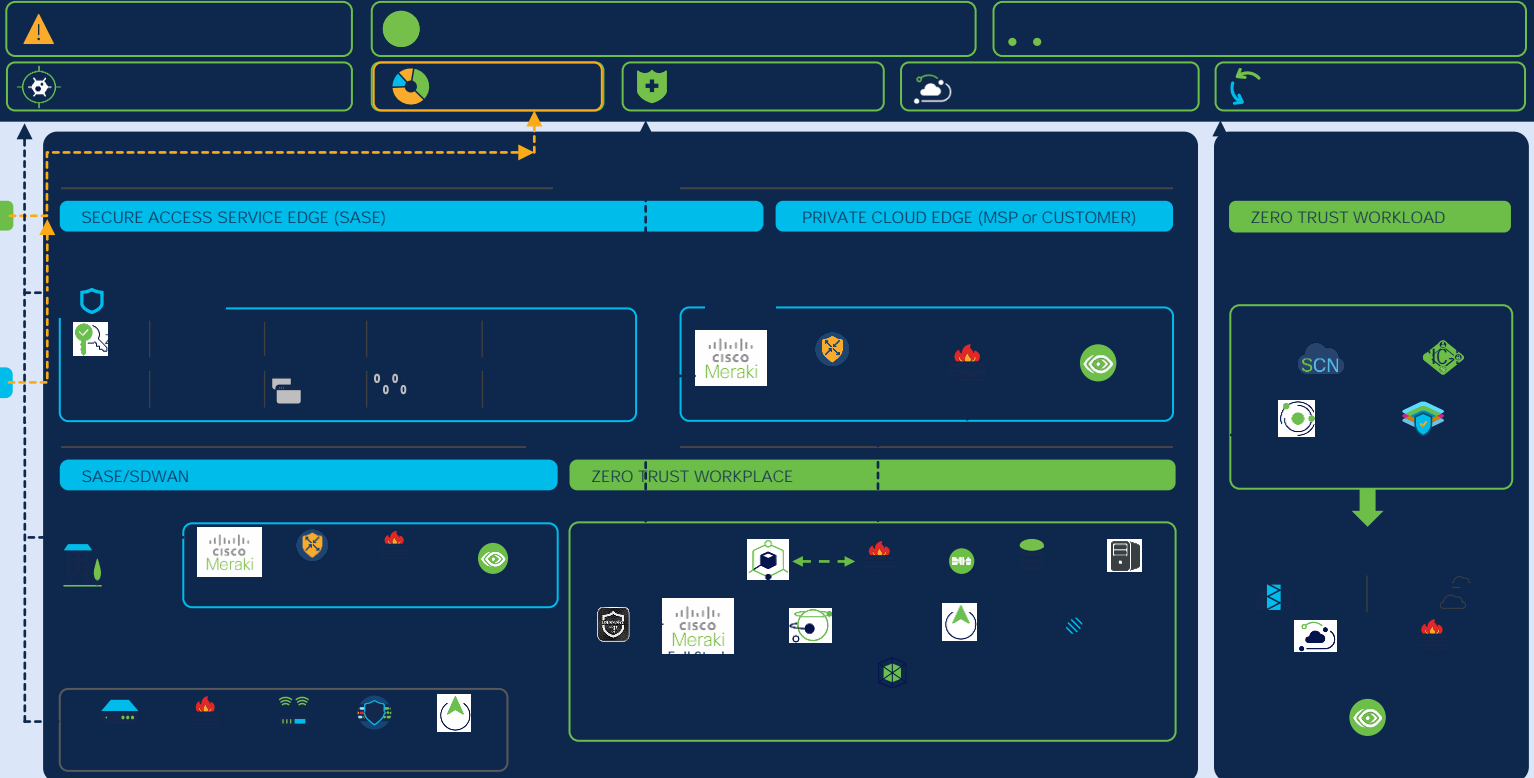 SECURE ACCESS SERVICE EDGE (SASE)
PRIVATE CLOUD EDGE (MSP or CUSTOMER)
ZERO TRUST WORKLOAD
CISCO
Meraki
SCN
SASE/SDWAN
ZERO TRUST WORKPLACE
CISCO
Meraki
CISCO
Meraki